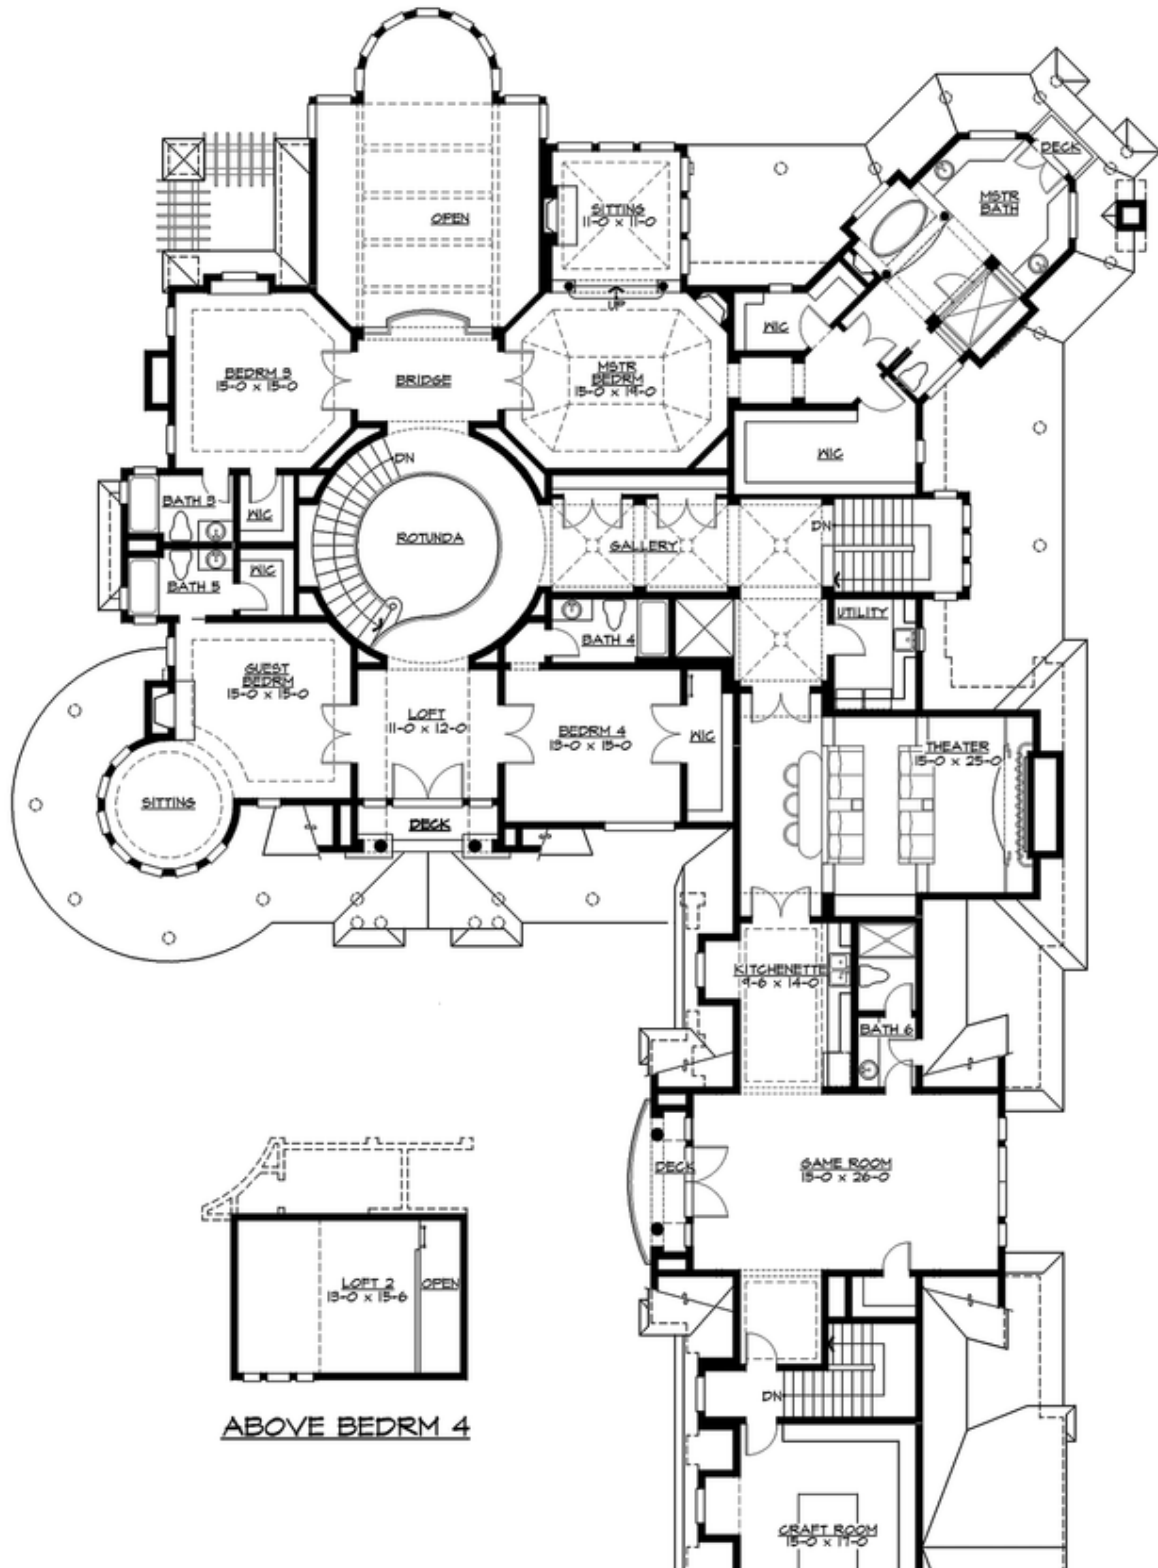 DECK
MSTR
BATH
SITTING
11-0 x 11-0
OPEN
UP
WIC
BEDRM 3
15-0 x 15-0
BRIDGE
MSTR
BEDRM
15-0 x 19-0
DN
WIC
BATH 3
WIC
ROTUNDA
GALLERY
DN
BATH 5
WIC
BATH 4
UTILITY
GUEST
BEDRM
15-0 x 15-0
LOFT
11-0 x 12-0
BEDRM 4
13-0 x 15-0
WIC
THEATER
15-0 x 25-0
SITTING
DECK
KITCHENETTE
9-6 x 14-0
BATH 6
DECK
GAME ROOM
15-0 x 26-0
LOFT 2
13-0 x 15-6
OPEN
DN
ABOVE BEDRM 4
CRAFT ROOM
15-0 x 17-0